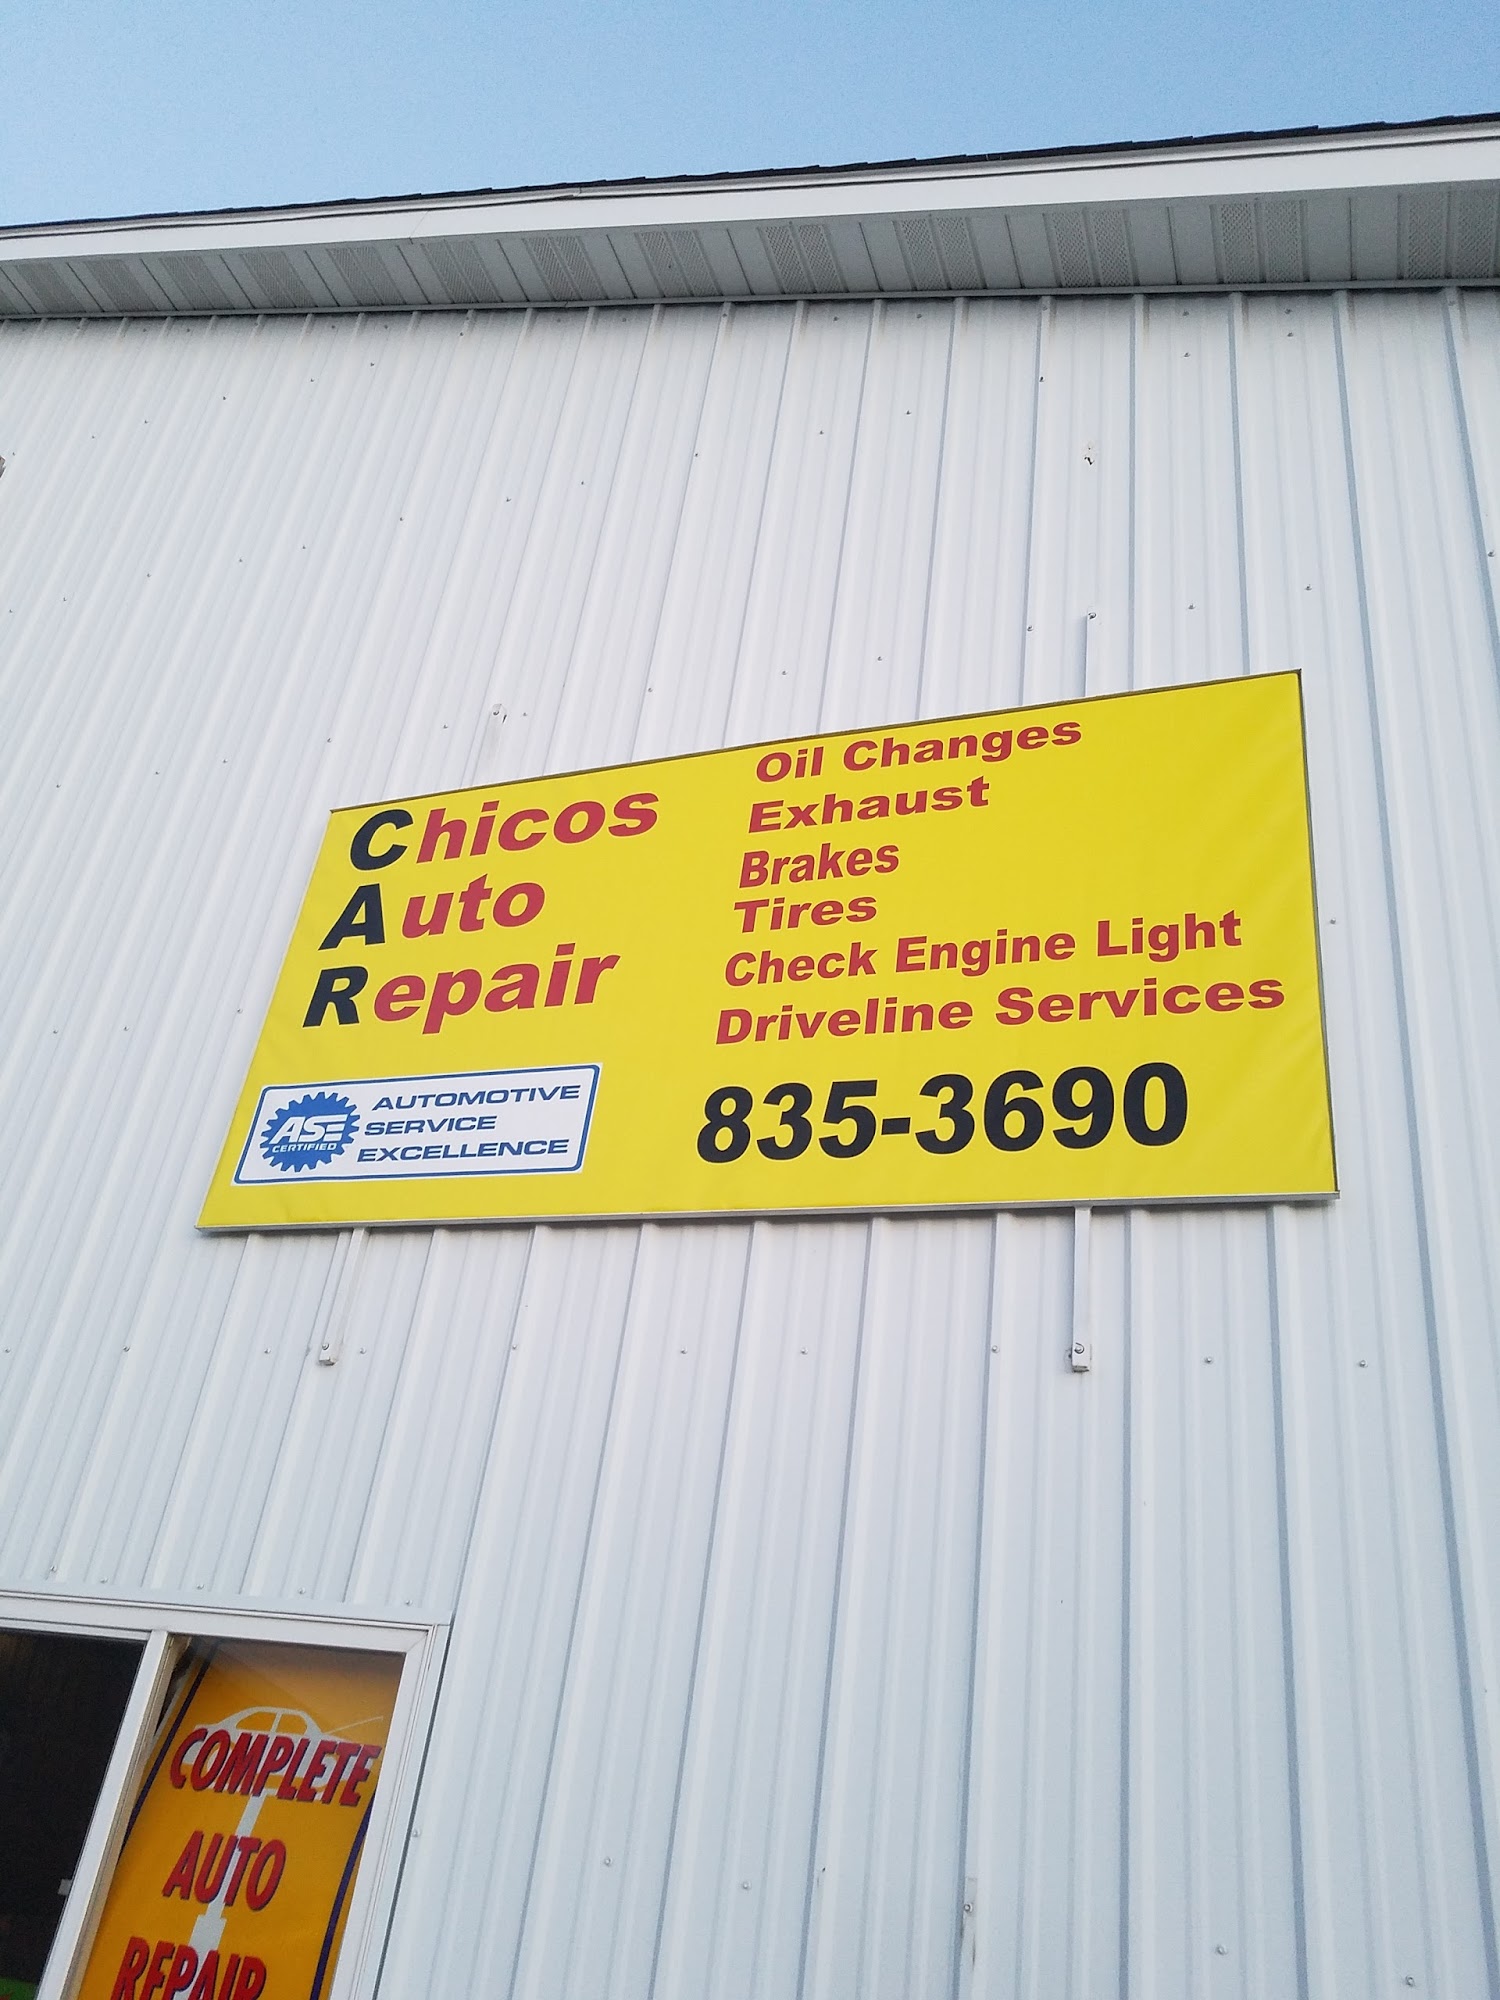 Chicos
Auto
Repair
Oil Changes
Exhaust
Brakes
Tires
Check Engine Light
Driveline Services
835-3690
ASE
CERTIFIED
AUTOMOTIVE
SERVICE
EXCELLENCE
COMPLETE
AUTO
REPAIR